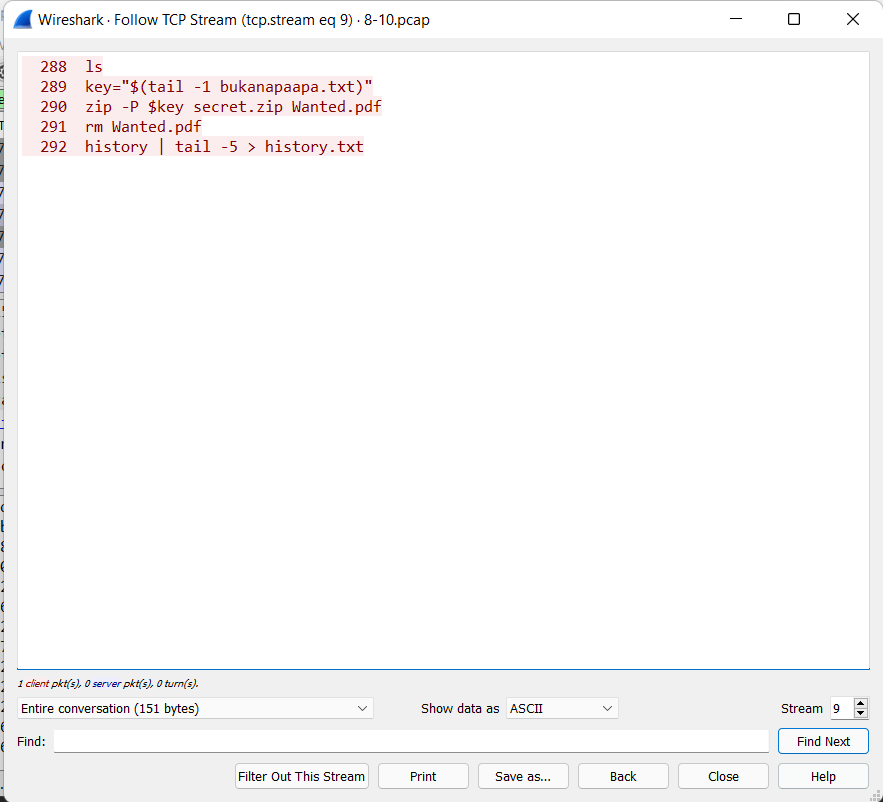 Wireshark · Follow TCP Stream (tcp.stream eq 9) · 8-10.pcap
288 ls
289 key="$(tail -1 bukanapaapa.txt)"
290 zip -P $key secret.zip Wanted.pdf
291 rm Wanted.pdf
292 history | tail -5 > history.txt
1 client pkt(s), 0 server pkt(s), 0 turn(s).
Entire conversation (151 bytes) Show data as ASCII Stream 9
Find: Find Next
Filter Out This Stream Print Save as... Back Close Help